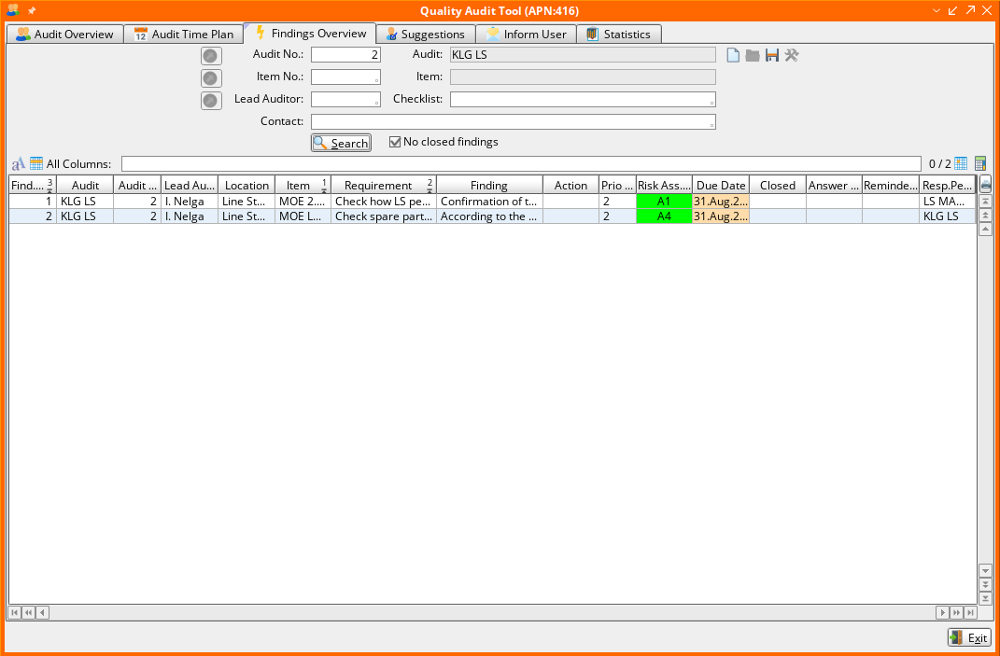 Quality Audit Tool (APN:416)
Audit Overview
12 Audit Time Plan
Findings Overview
Suggestions
Inform User
Statistics
Audit No.: 2 Audit: KLG LS
Item No.: Item:
Lead Auditor: Checklist:
Contact:
Search No closed findings
All Columns: 0 / 2
Find.... 3 Audit Audit ... Lead Au... Location Item 1 Requirement 2 Finding Action Prio ... Risk Ass.... Due Date Closed Answer ... Reminde... Resp.Pe...
1 KLG LS 2 I. Nelga Line St... MOE 2.... Check how LS pe... Confirmation of t... 2 A1 31.Aug.2... LS MA...
2 KLG LS 2 I. Nelga Line St... MOE L... Check spare part... According to the ... 2 A4 31.Aug.2... KLG LS
Exit